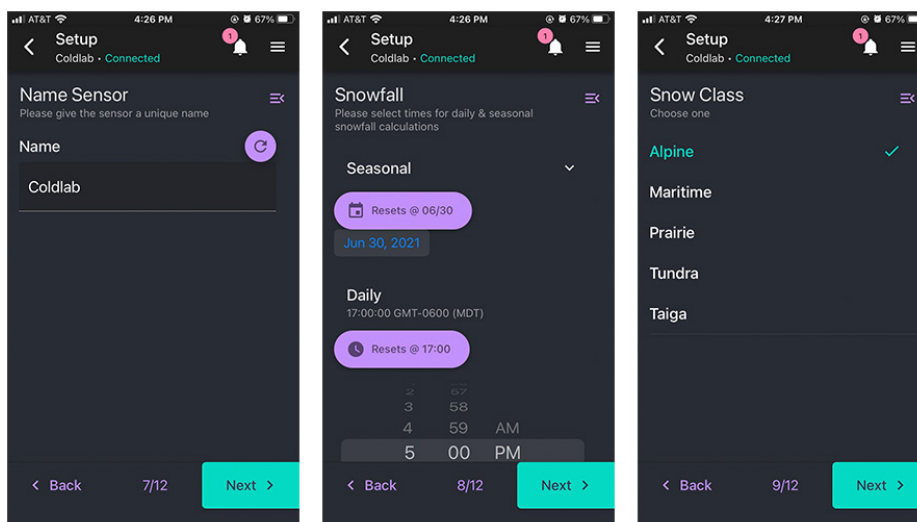 AT&T 4:26 PM 67%
Setup
1
Coldlab • Connected
Name Sensor
Please give the sensor a unique name
Name
Coldlab
Back 7/12 Next
AT&T 4:26 PM 67%
Setup
1
Coldlab • Connected
Snowfall
Please select times for daily & seasonal
snowfall calculations
Seasonal
Resets @ 06/30
Jun 30, 2021
Daily
17:00:00 GMT-0600 (MDT)
Resets @ 17:00
2 57
3 58
4 59 AM
5 00 PM
Back 8/12 Next
AT&T 4:27 PM 67%
Setup
1
Coldlab • Connected
Snow Class
Choose one
Alpine
Maritime
Prairie
Tundra
Taiga
Back 9/12 Next